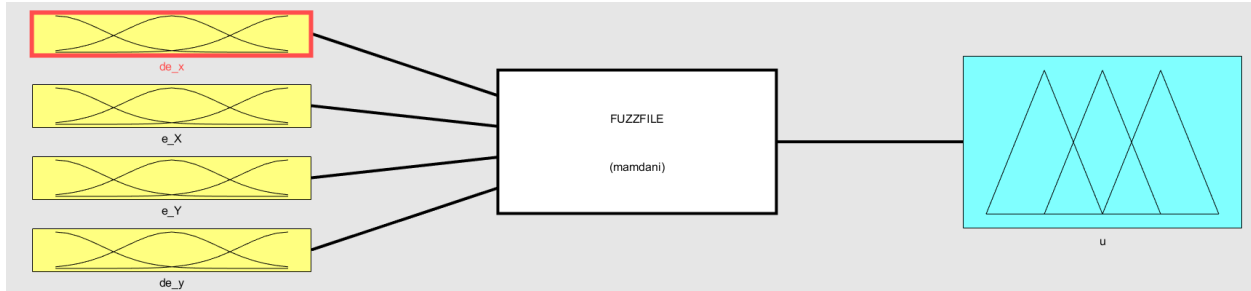 de_x
e_X
e_Y
de_y
FUZZFILE
(mamdani)
u